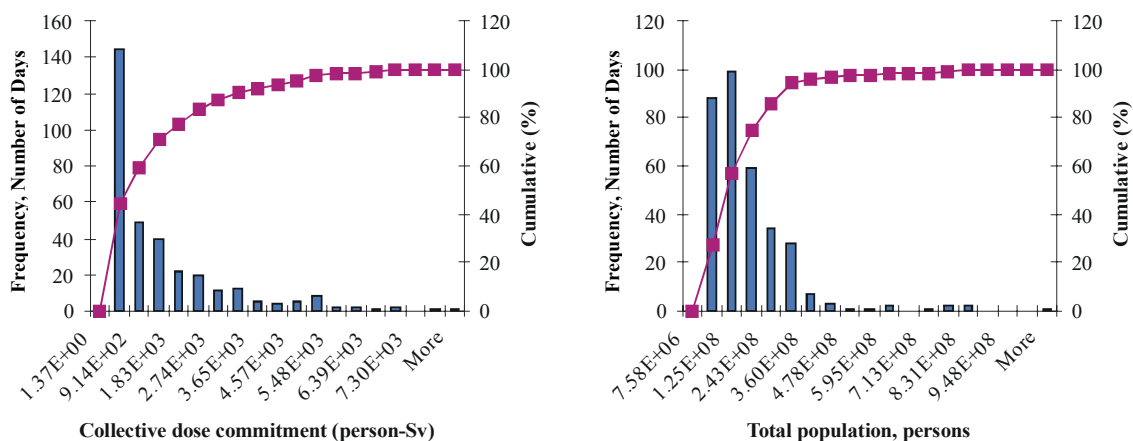 160
140
120
100
80
60
40
20
0
Frequency, Number of Days
120
100
80
60
40
20
0
Cumulative (%)
1.37E+00
9.14E+02
1.83E+03
2.74E+03
3.65E+03
4.57E+03
5.48E+03
6.39E+03
7.30E+03
More
Collective dose commitment (person-Sv)
120
100
80
60
40
20
0
Frequency, Number of Days
120
100
80
60
40
20
0
Cumulative (%)
7.58E+06
1.25E+08
2.43E+08
3.60E+08
4.78E+08
5.95E+08
7.13E+08
8.31E+08
9.48E+08
More
Total population, persons